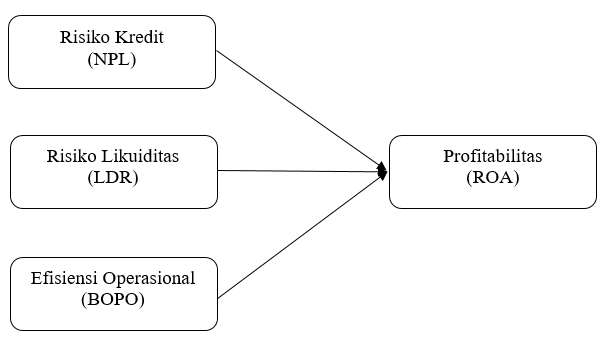 Risiko Kredit
(NPL)
Risiko Likuiditas
(LDR)
Profitabilitas
(ROA)
Efisiensi Operasional
(BOPO)